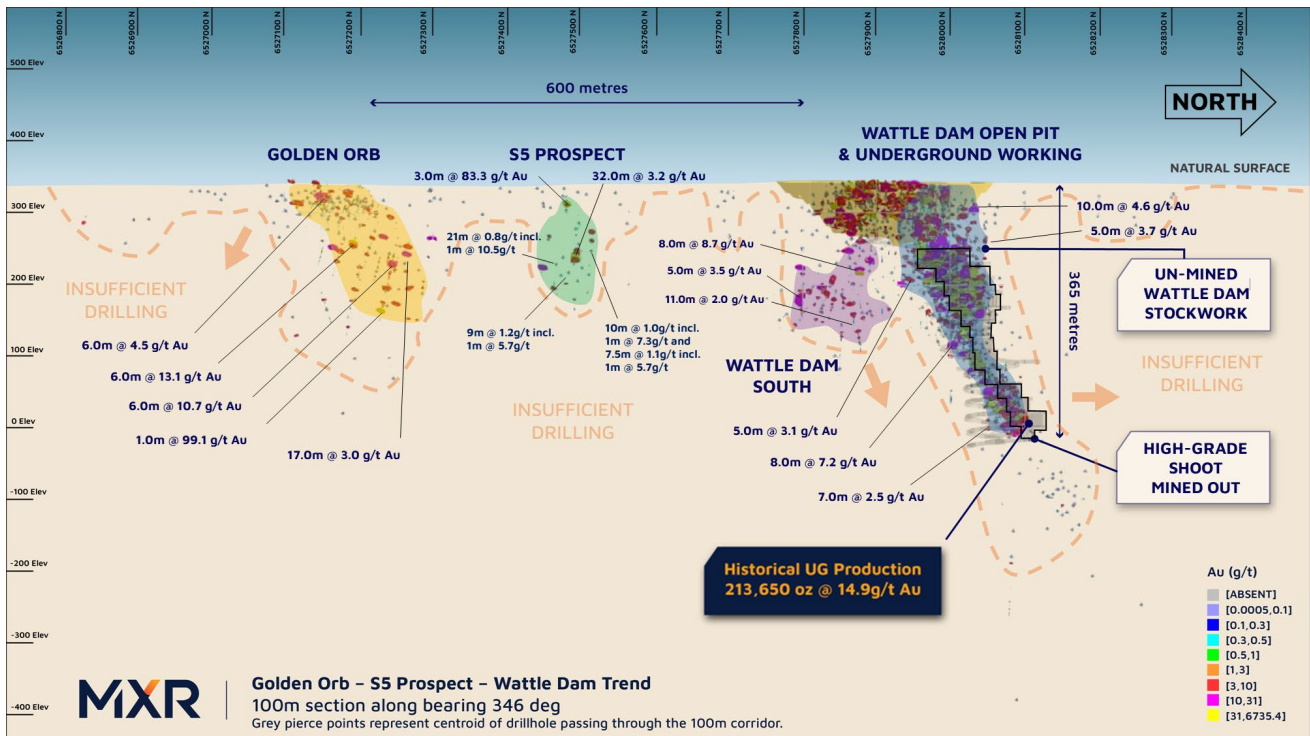 6526800 N
6526900 N
6527000 N
6527100 N
6527200 N
6527300 N
6527400 N
6527500 N
6527600 N
6527700 N
6527800 N
6527900 N
6528000 N
6528100 N
6528200 N
6528300 N
6528400 N
500 Elev
400 Elev
300 Elev
200 Elev
100 Elev
0 Elev
-100 Elev
-200 Elev
-300 Elev
-400 Elev
600 metres
NORTH
NATURAL SURFACE
GOLDEN ORB
S5 PROSPECT
WATTLE DAM OPEN PIT
& UNDERGROUND WORKING
3.0m @ 83.3 g/t Au
32.0m @ 3.2 g/t Au
21m @ 0.8g/t incl.
1m @ 10.5g/t
9m @ 1.2g/t incl.
1m @ 5.7g/t
10m @ 1.0g/t incl.
1m @ 7.3g/t and
7.5m @ 1.1g/t incl.
1m @ 5.7g/t
INSUFFICIENT
DRILLING
6.0m @ 4.5 g/t Au
6.0m @ 13.1 g/t Au
6.0m @ 10.7 g/t Au
1.0m @ 99.1 g/t Au
17.0m @ 3.0 g/t Au
INSUFFICIENT
DRILLING
8.0m @ 8.7 g/t Au
5.0m @ 3.5 g/t Au
11.0m @ 2.0 g/t Au
WATTLE DAM
SOUTH
5.0m @ 3.1 g/t Au
8.0m @ 7.2 g/t Au
7.0m @ 2.5 g/t Au
10.0m @ 4.6 g/t Au
5.0m @ 3.7 g/t Au
365 metres
UN-MINED
WATTLE DAM
STOCKWORK
INSUFFICIENT
DRILLING
HIGH-GRADE
SHOOT
MINED OUT
Historical UG Production
213,650 oz @ 14.9g/t Au
Au (g/t)
[ABSENT]
[0.0005,0.1]
[0.1,0.3]
[0.3,0.5]
[0.5,1]
[1,3]
[3,10]
[10,31]
[31,6735.4]
MXR
Golden Orb – S5 Prospect – Wattle Dam Trend
100m section along bearing 346 deg
Grey pierce points represent centroid of drillhole passing through the 100m corridor.